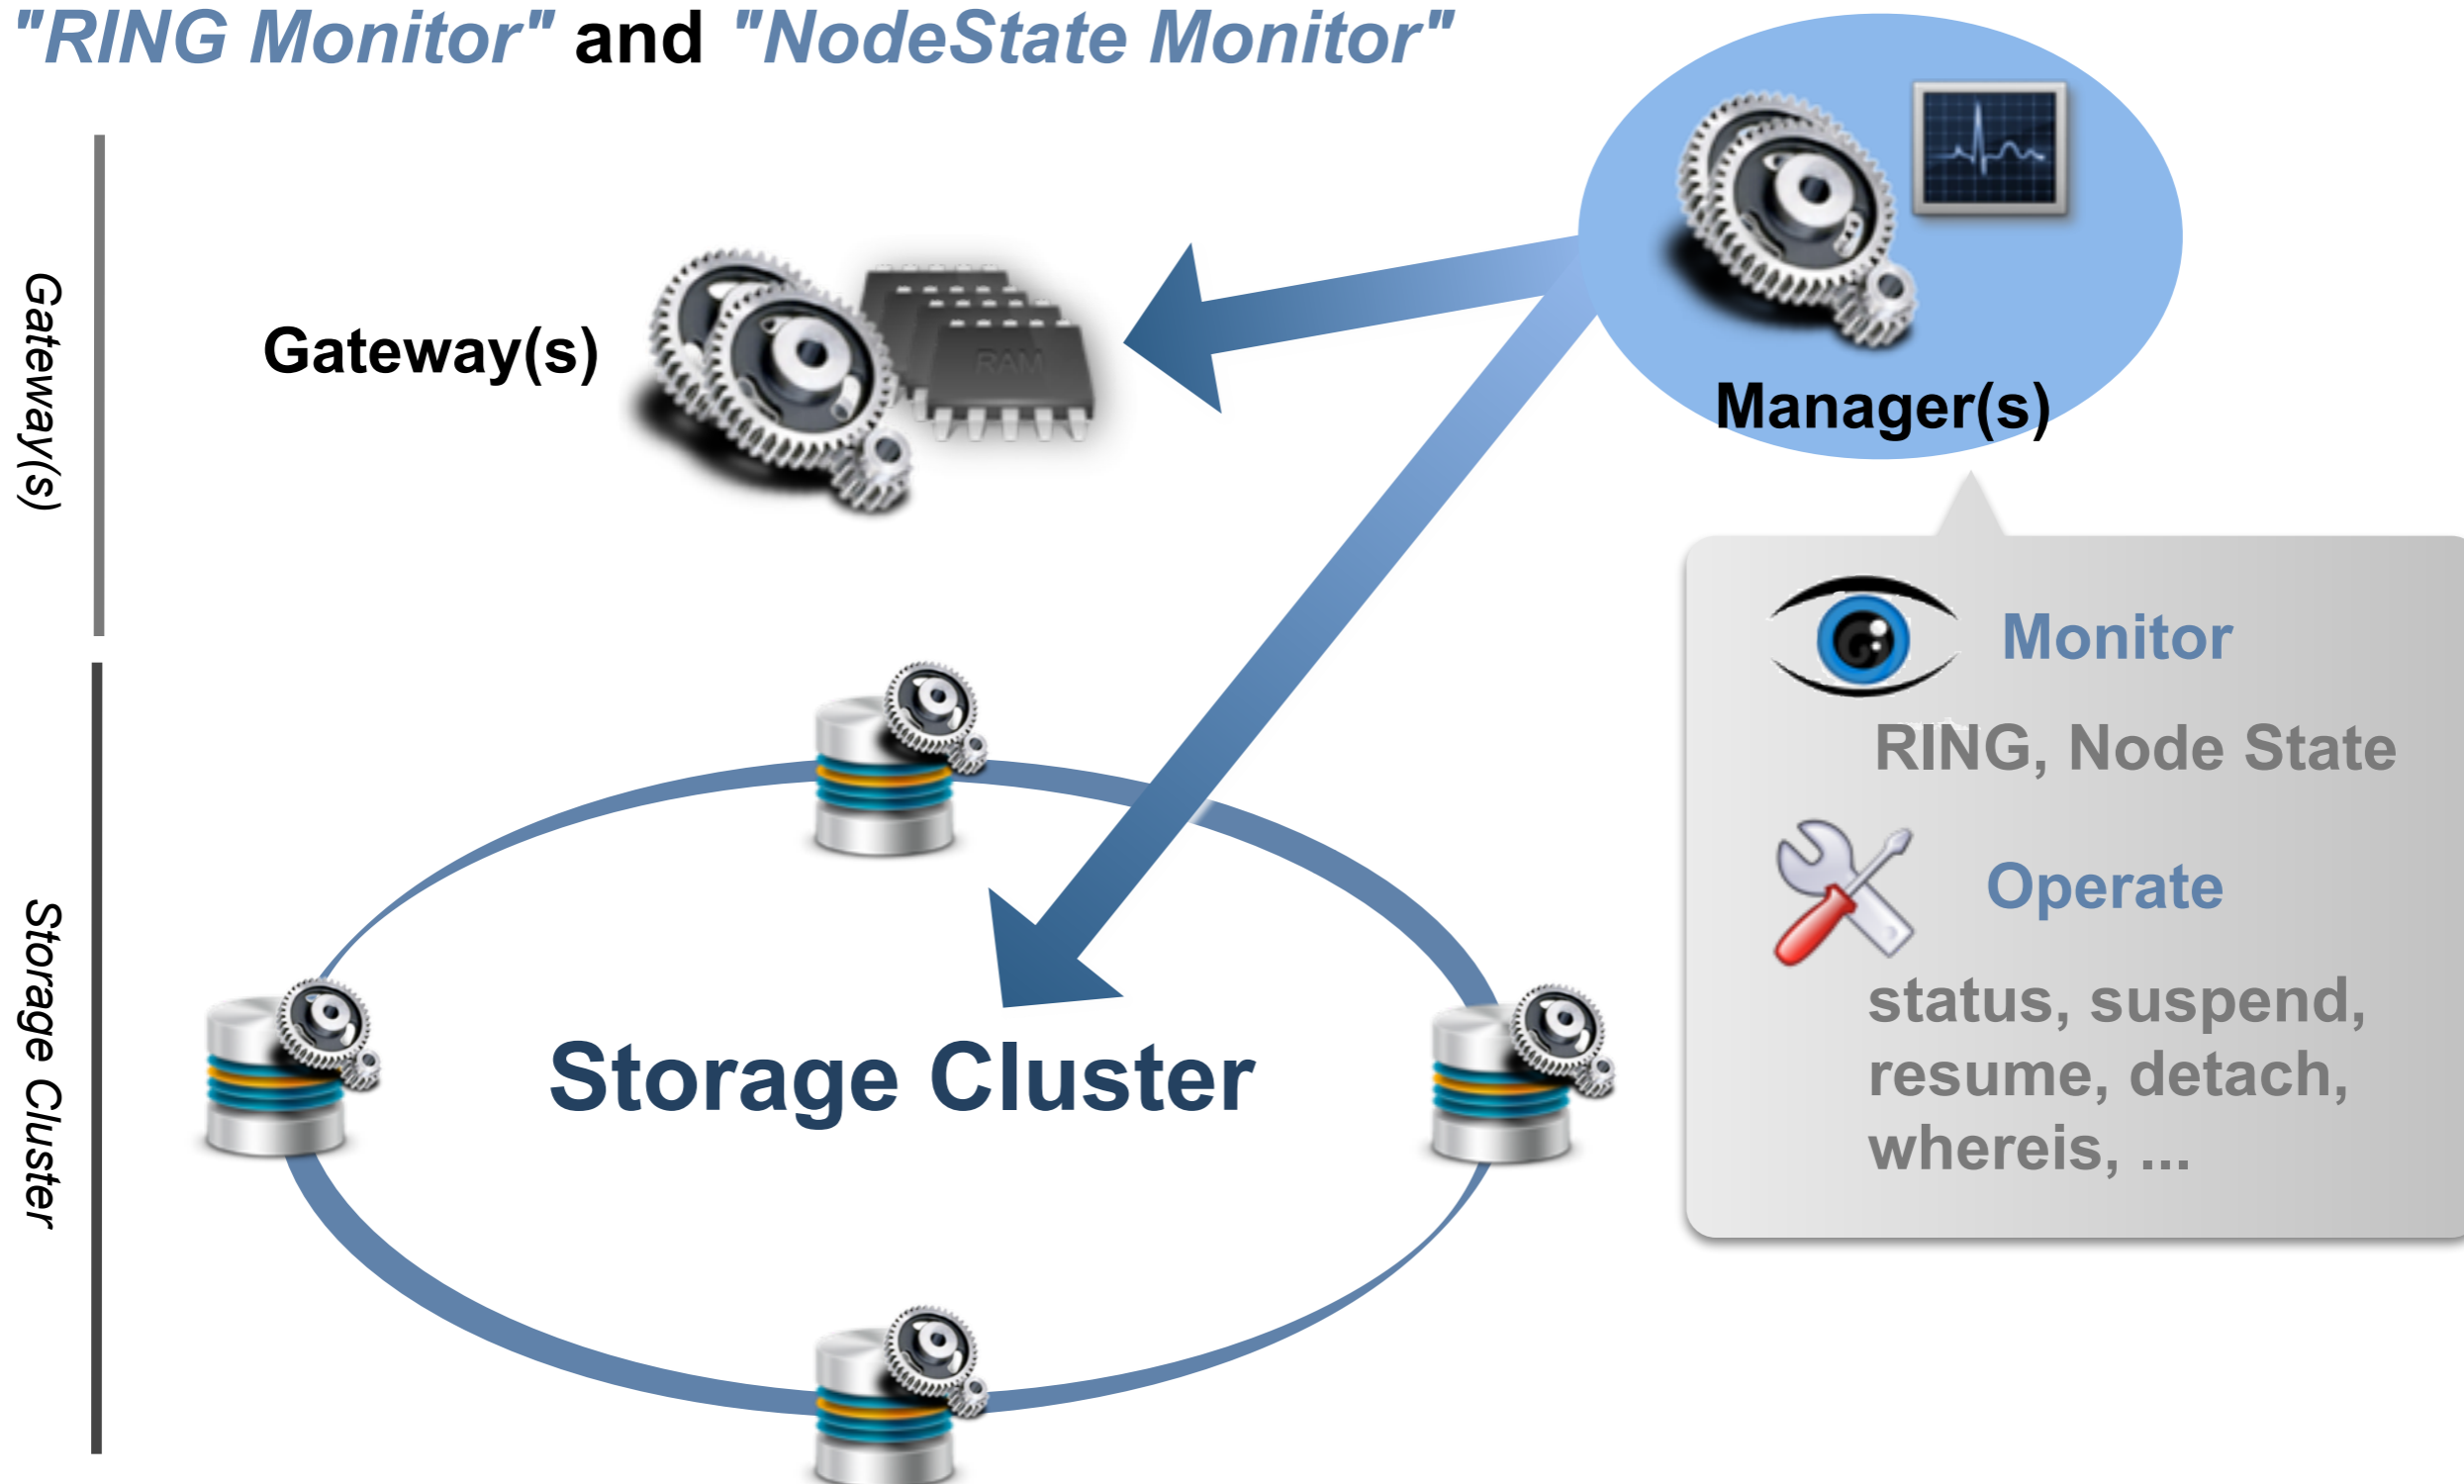 "RING Monitor" and "NodeState Monitor"
Gateway(s)
Gateway(s)
RAM
Manager(s)
Monitor
RING, Node State
Operate
status, suspend,
resume, detach,
whereis, ...
Storage Cluster
Storage Cluster